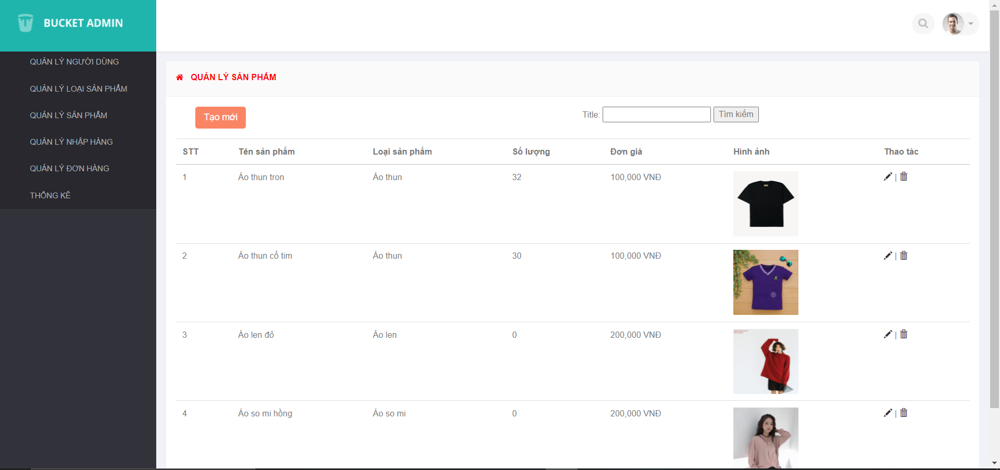 BUCKET ADMIN
QUẢN LÝ NGƯỜI DÙNG
QUẢN LÝ LOẠI SẢN PHẨM
QUẢN LÝ SẢN PHẨM
QUẢN LÝ NHẬP HÀNG
QUẢN LÝ ĐƠN HÀNG
THỐNG KÊ
QUẢN LÝ SẢN PHẨM
Tạo mới Title: Tìm kiếm
STT Tên sản phẩm Loại sản phẩm Số lượng Đơn giá Hình ảnh Thao tác
1 Áo thun tron Áo thun 32 100,000 VNĐ |
2 Áo thun cổ tim Áo thun 30 100,000 VNĐ |
3 Áo len đỏ Áo len 0 200,000 VNĐ |
4 Áo so mi hồng Áo so mi 0 200,000 VNĐ |